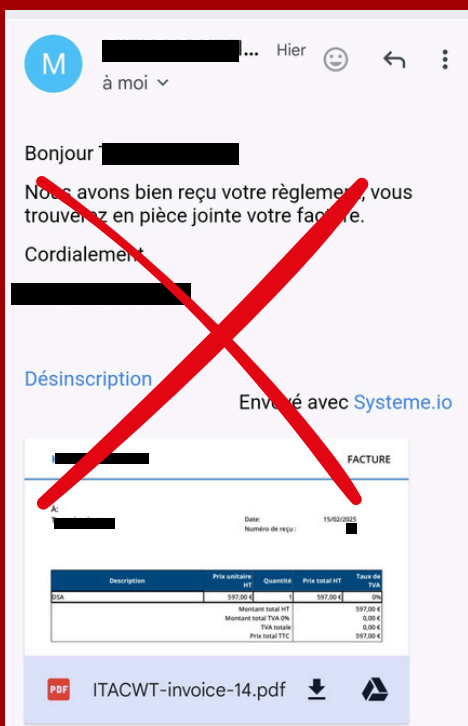 M
Hier
à moi
Bonjour
Nous avons bien reçu votre règlement, vous
trouverez en pièce jointe votre facture.
Cordialement
Désinscription
Envoyé avec Systeme.io
FACTURE
À:
Date: 15/02/2025
Numéro de reçu :
Description Prix unitaire HT Quantité Prix total HT Taux de TVA
DSA 597,00 € 1 597,00 € 0%
Montant total HT 597,00 €
Montant total TVA 0% 0,00 €
TVA totale 0,00 €
Prix total TTC 597,00 €
PDF ITACWT-invoice-14.pdf